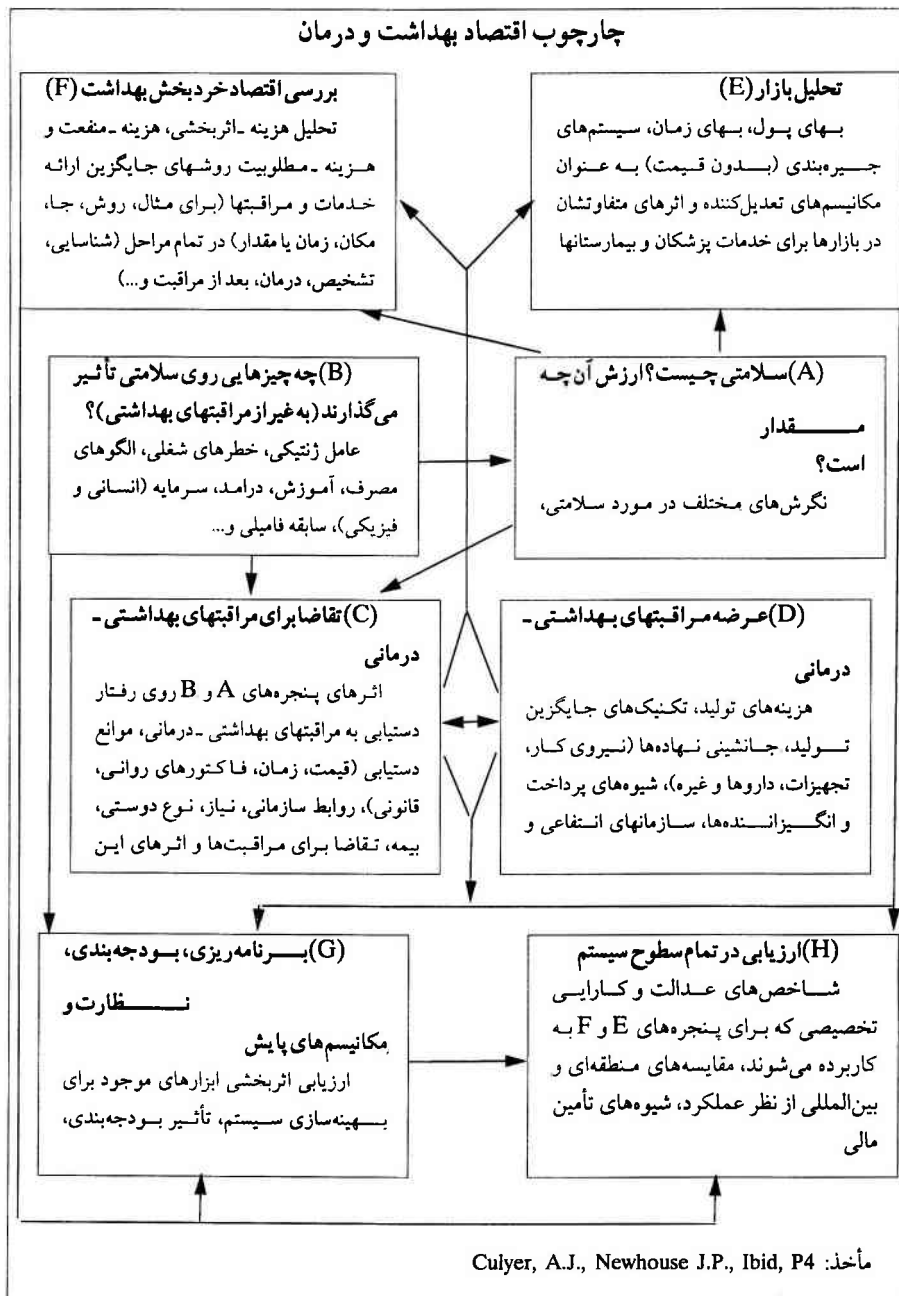 چارچوب اقتصاد بهداشت و درمان
تحلیل بازار (E)
بهای پول، بهای زمان، سیستم‌های
جیره‌بندی (بدون قیمت) به عنوان
مکانیسم‌های تعدیل‌کننده و اثرهای متفاوتشان
در بازارها برای خدمات پزشکان و بیمارستانها
بررسی اقتصاد خرد بخش بهداشت (F)
تحلیل هزینه ـ اثربخشی، هزینه ـ منفعت و
هزینه ـ مطلوبیت روشهای جایگزین ارائه
خدمات و مراقبتها (برای مثال، روش، جا،
مکان، زمان یا مقدار) در تمام مراحل (شناسایی،
تشخیص، درمان، بعد از مراقبت و...)
(A) سلامتی چیست؟ ارزش آن چه
مقدار
است؟
نگرش‌های مختلف در مورد سلامتی،
(B) چه چیزهایی روی سلامتی تأثیر
می‌گذارند (به غیر از مراقبتهای بهداشتی)؟
عامل ژنتیکی، خطرهای شغلی، الگوهای
مصرف، آموزش، درامد، سرمایه (انسانی و
فیزیکی)، سابقه فامیلی و...
(D) عرضه مراقبتهای بهداشتی ـ
درمانی
هزینه‌های تولید، تکنیک‌های جایگزین
تولید، جانشینی نهاده‌ها (نیروی کار،
تجهیزات، داروها و غیره)، شیوه‌های پرداخت
و انگیزاننده‌ها، سازمانهای انتفاعی و
(C) تقاضا برای مراقبتهای بهداشتی ـ
درمانی
اثرهای پنجره‌های A و B روی رفتار
دستیابی به مراقبتهای بهداشتی ـ درمانی، موانع
دستیابی (قیمت، زمان، فاکتورهای روانی،
قانونی)، روابط سازمانی، نیاز، نوع دوستی،
بیمه، تقاضا برای مراقبت‌ها و اثرهای این
(H) ارزیابی در تمام سطوح سیستم
شاخص‌های عدالت و کارایی
تخصیصی که برای پنجره‌های E و F به
کار برده می‌شوند، مقایسه‌های منطقه‌ای و
بین‌المللی از نظر عملکرد، شیوه‌های تأمین
مالی
(G) برنامه‌ریزی، بودجه‌بندی،
نظارت و
مکانیسم‌های پایش
ارزیابی اثربخشی ابزارهای موجود برای
بهینه‌سازی سیستم، تأثیر بودجه‌بندی،
مأخذ: Culyer, A.J., Newhouse J.P., Ibid, P4